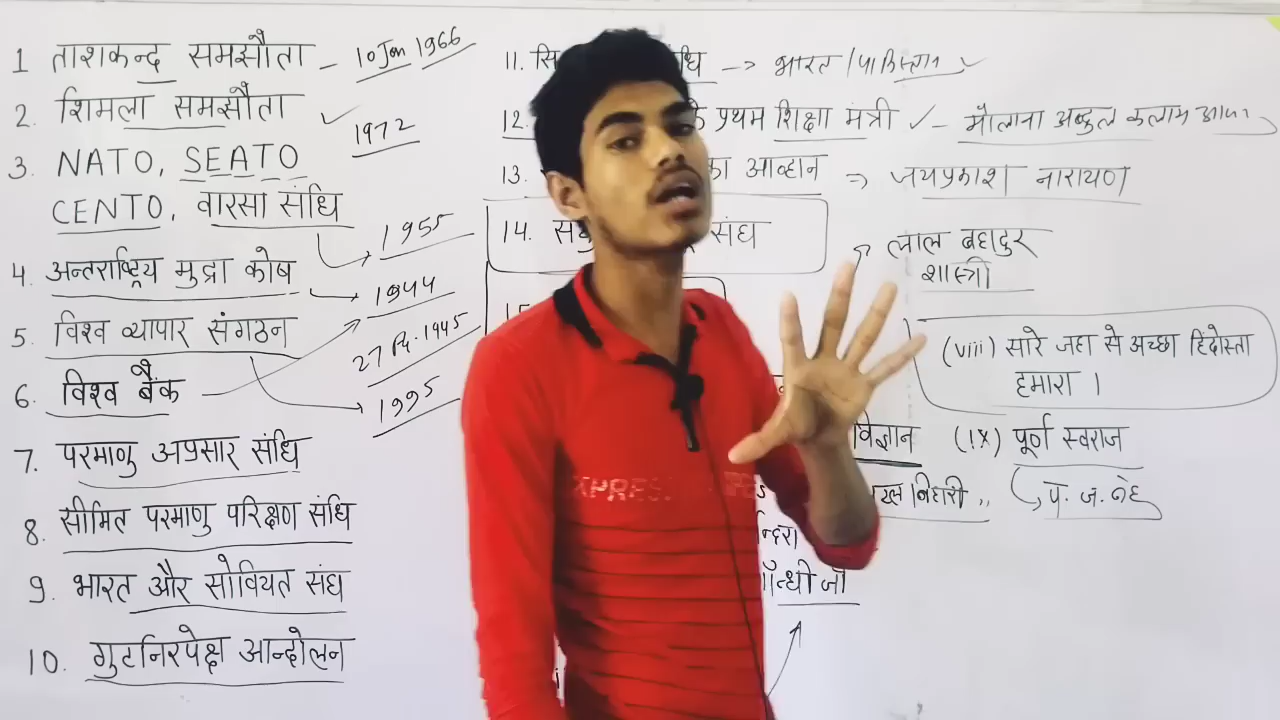 1 ताशकन्द समझौता – 10 Jan 1966
2. शिमला समझौता ✓ 1972
3. NATO, SEATO
CENTO, वारसा संधि
1955
4. अन्तराष्ट्रिय मुद्रा कोष
1944
5. विश्व व्यापार संगठन
27 1945
6. विश्व बैंक
1995
7. परमाणु अप्रसार संधि
8. सीमित परमाणु परिक्षण संधि
9. भारत और सोवियत संघ
10. गुटनिरपेक्ष आन्दोलन
11. सि धि → भारत/पाकिस्तान ✓
12. के प्रथम शिक्षा मंत्री ✓ – मौलाना अब्दुल कलाम
13. का आव्हान ⇒ जयप्रकाश नारायण
14. संघ
15.
लाल बहादुर
शास्त्री
(viii) सारे जहा से अच्छा हिंदोस्ता
हमारा ।
विज्ञान (ix) पूर्ण स्वराज
बिहारी,, पं. ज. नेह
EXPRES
न्धी जी